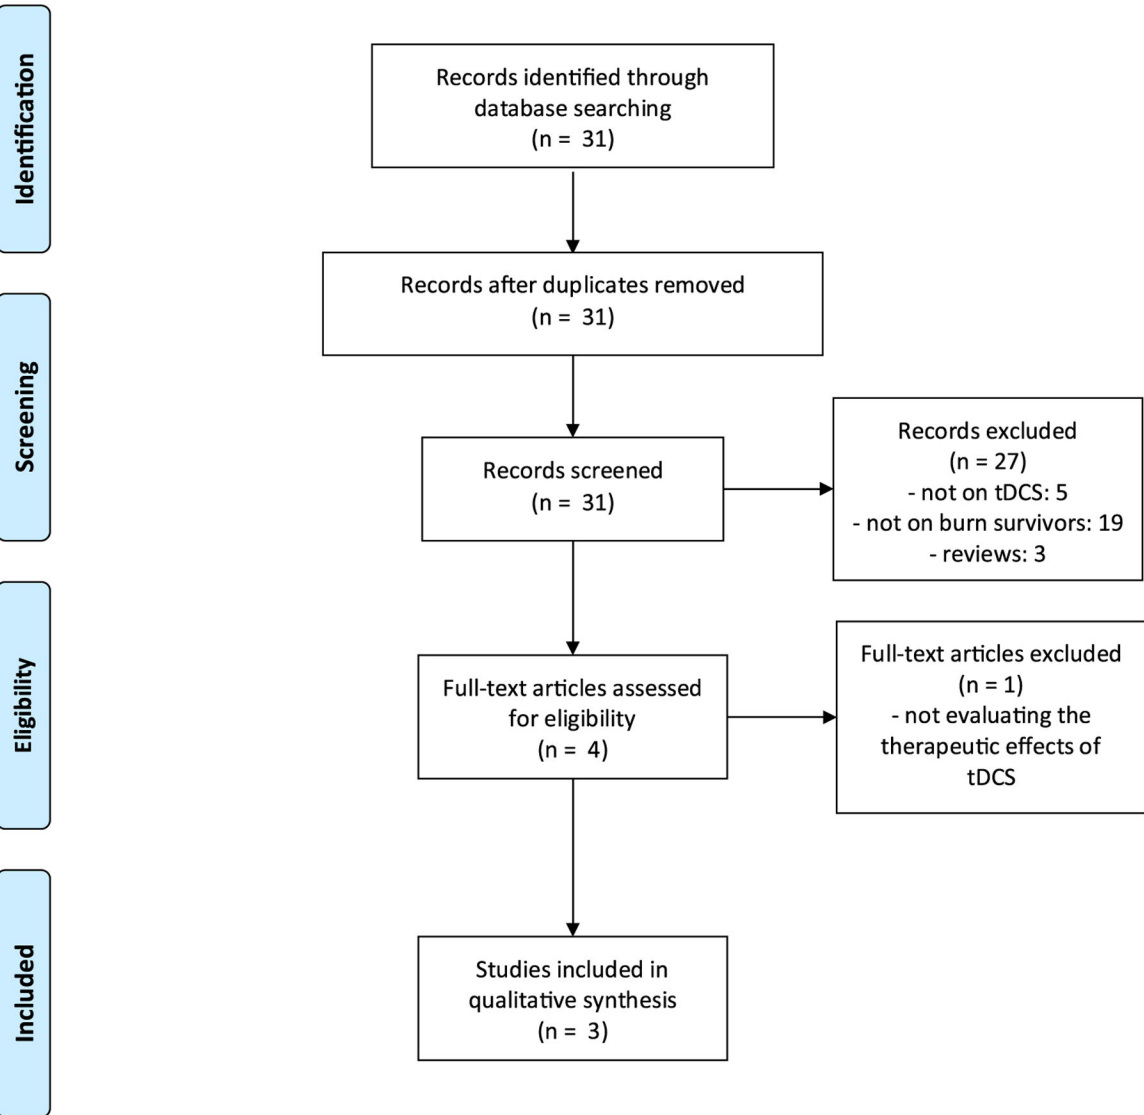 Identification
Records identified through
database searching
(n = 31)
Records after duplicates removed
(n = 31)
Screening
Records screened
(n = 31)
Records excluded
(n = 27)
- not on tDCS: 5
- not on burn survivors: 19
- reviews: 3
Eligibility
Full-text articles assessed
for eligibility
(n = 4)
Full-text articles excluded
(n = 1)
- not evaluating the
therapeutic effects of
tDCS
Included
Studies included in
qualitative synthesis
(n = 3)